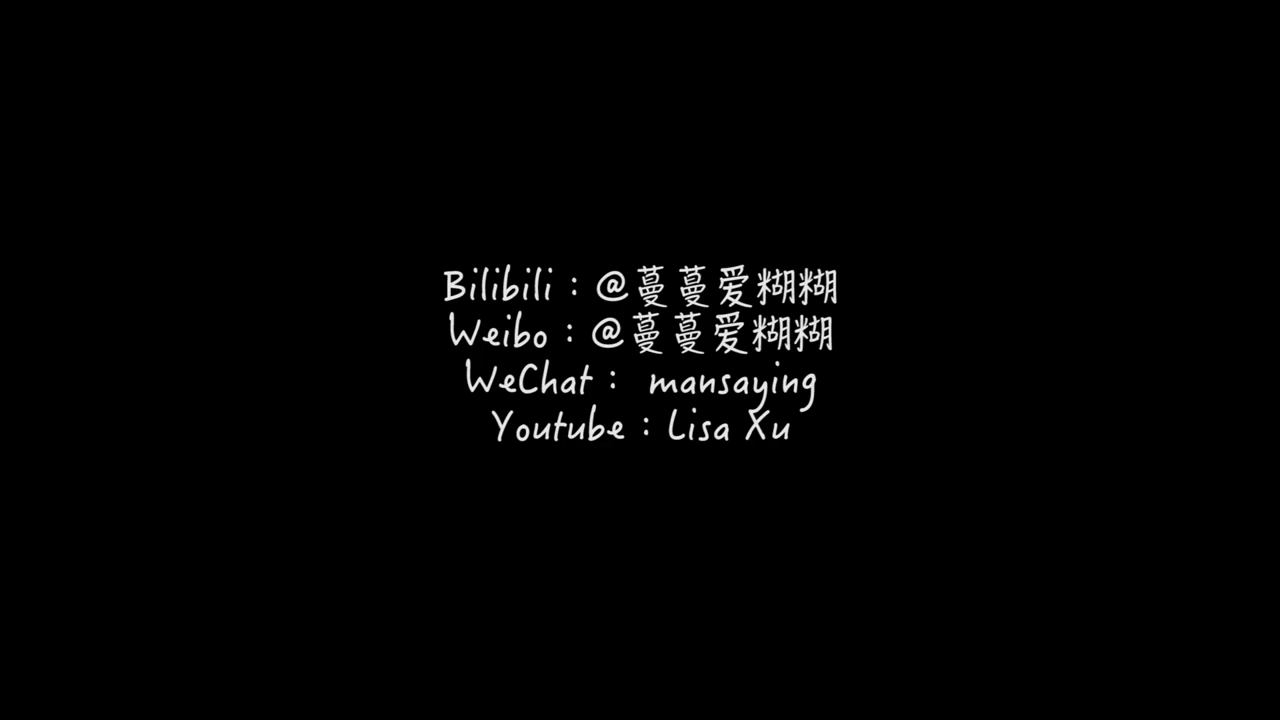 Bilibili：@蔓蔓爱糊糊
Weibo：@蔓蔓爱糊糊
WeChat： mansaying
Youtube：Lisa Xu